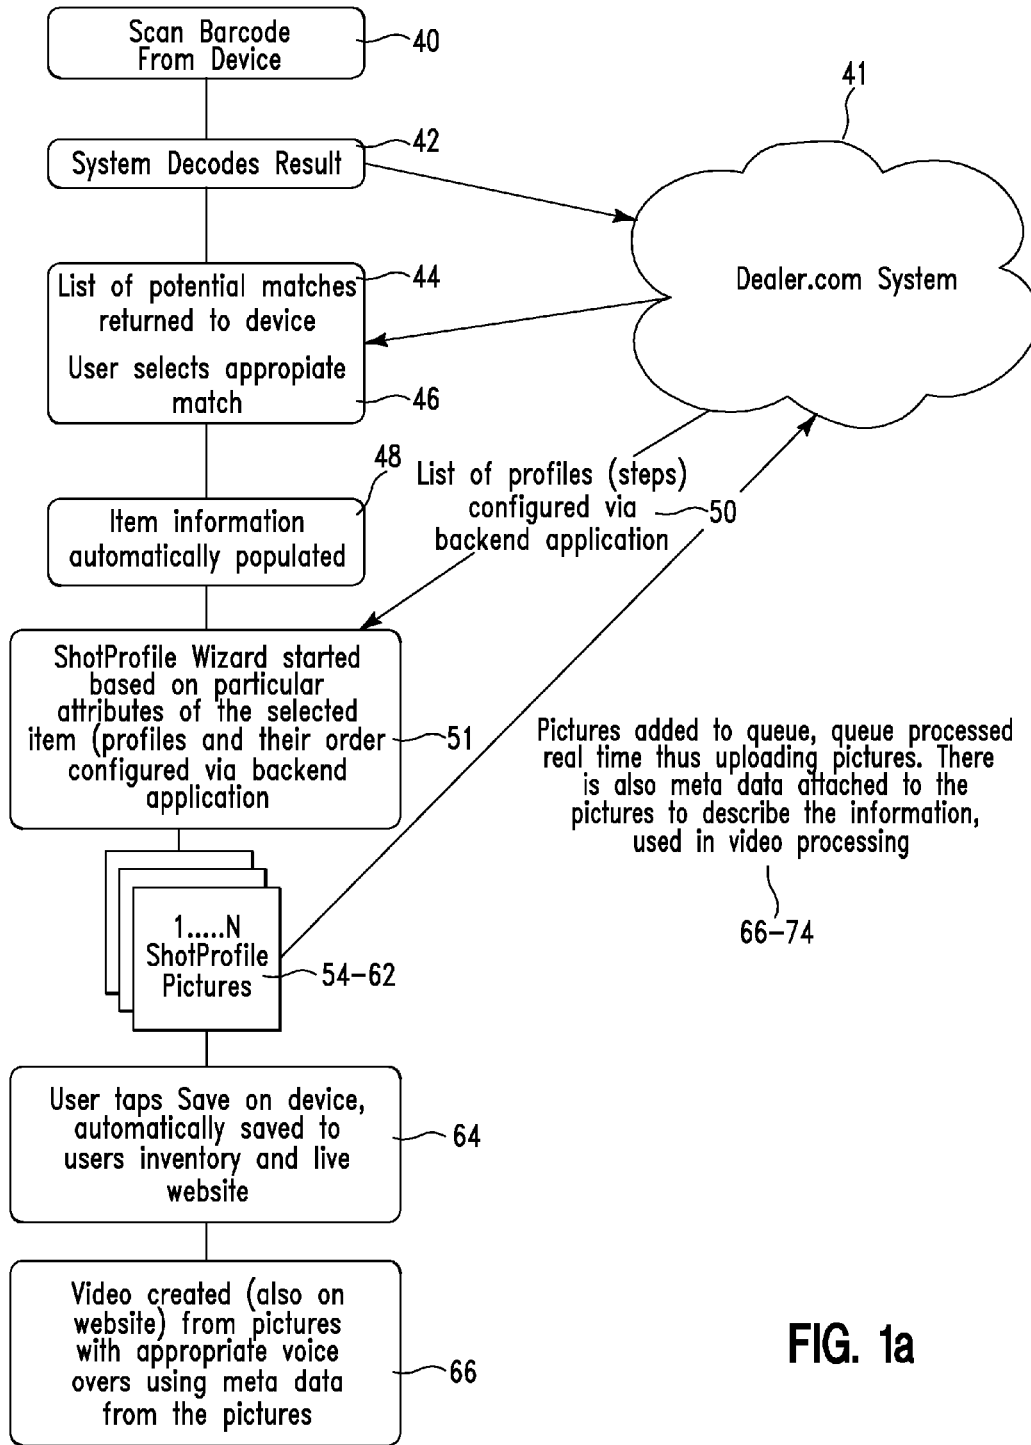 Scan Barcode
From Device
40
41
System Decodes Result
42
List of potential matches
returned to device
44
User selects appropiate
match
46
Dealer.com System
48
Item information
automatically populated
List of profiles (steps)
configured via
backend application
50
ShotProfile Wizard started
based on particular
attributes of the selected
item (profiles and their order
configured via backend
application
51
Pictures added to queue, queue processed
real time thus uploading pictures. There
is also meta data attached to the
pictures to describe the information,
used in video processing
66-74
1.....N
ShotProfile
Pictures
54-62
User taps Save on device,
automatically saved to
users inventory and live
website
64
Video created (also on
website) from pictures
with appropriate voice
overs using meta data
from the pictures
66
FIG. 1a